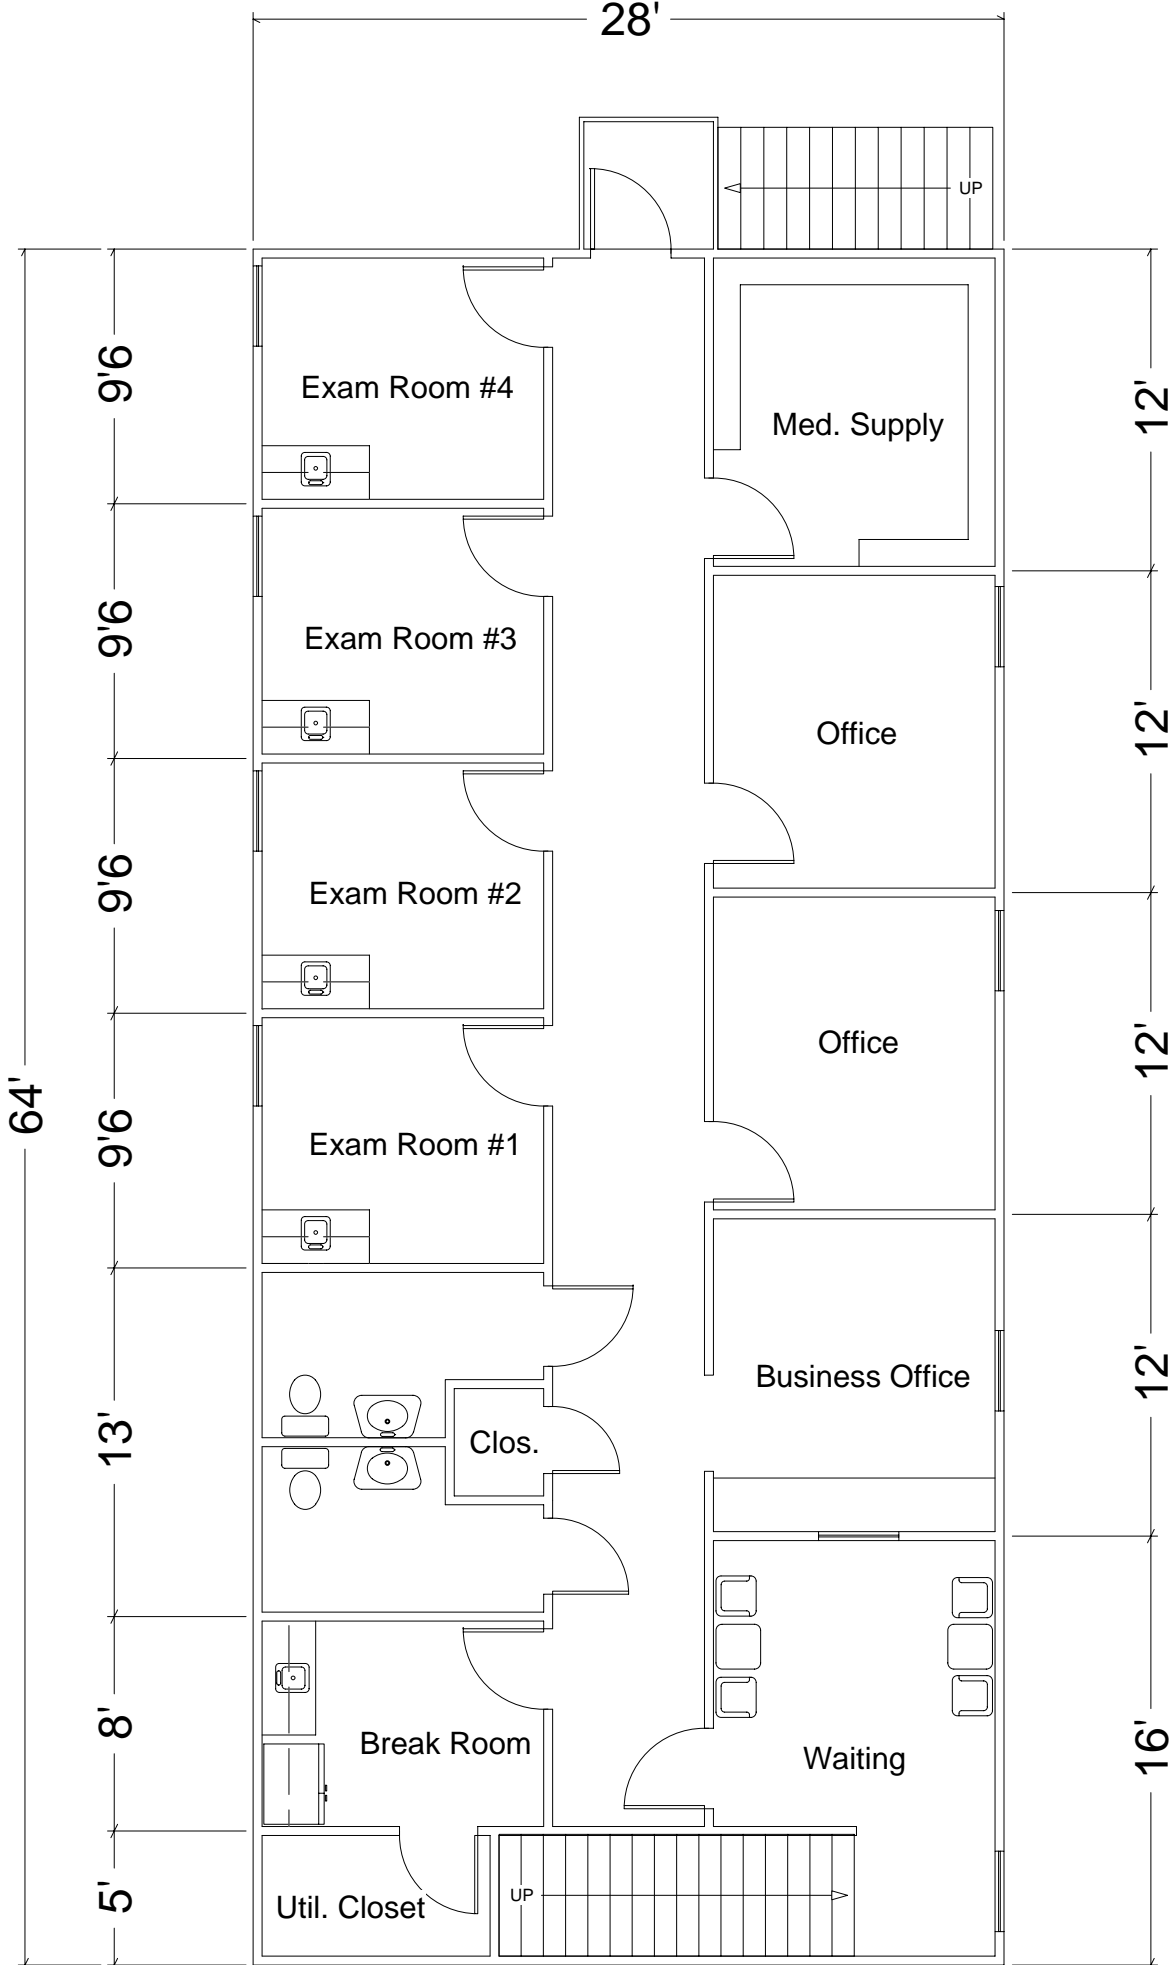 28'
UP
9'6
Exam Room #4
Med. Supply
12'
9'6
Exam Room #3
Office
12'
9'6
Exam Room #2
Office
12'
64'
9'6
Exam Room #1
Business Office
12'
13'
Clos.
8'
Break Room
Waiting
16'
5'
Util. Closet
UP